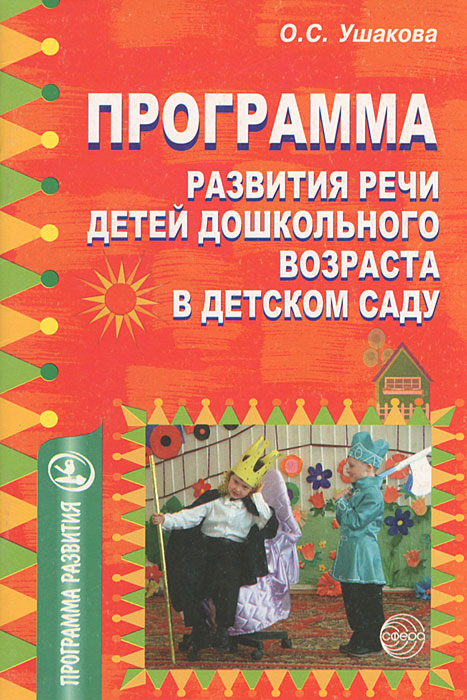 О.С. Ушакова
ПРОГРАММА
РАЗВИТИЯ РЕЧИ
ДЕТЕЙ ДОШКОЛЬНОГО
ВОЗРАСТА
В ДЕТСКОМ САДУ
ПРОГРАММА РАЗВИТИЯ
сфера